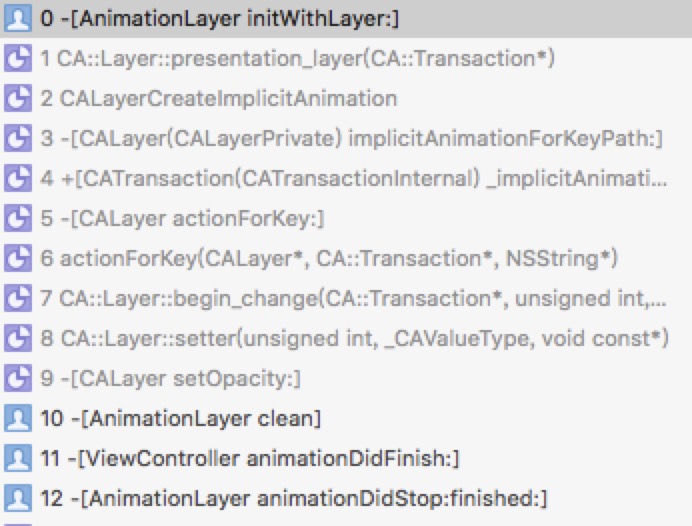 0 -[AnimationLayer initWithLayer:]
1 CA::Layer::presentation_layer(CA::Transaction*)
2 CALayerCreateImplicitAnimation
3 -[CALayer(CALayerPrivate) implicitAnimationForKeyPath:]
4 +[CATransaction(CATransactionInternal) _implicitAnimati...
5 -[CALayer actionForKey:]
6 actionForKey(CALayer*, CA::Transaction*, NSString*)
7 CA::Layer::begin_change(CA::Transaction*, unsigned int,...
8 CA::Layer::setter(unsigned int, _CAValueType, void const*)
9 -[CALayer setOpacity:]
10 -[AnimationLayer clean]
11 -[ViewController animationDidFinish:]
12 -[AnimationLayer animationDidStop:finished:]